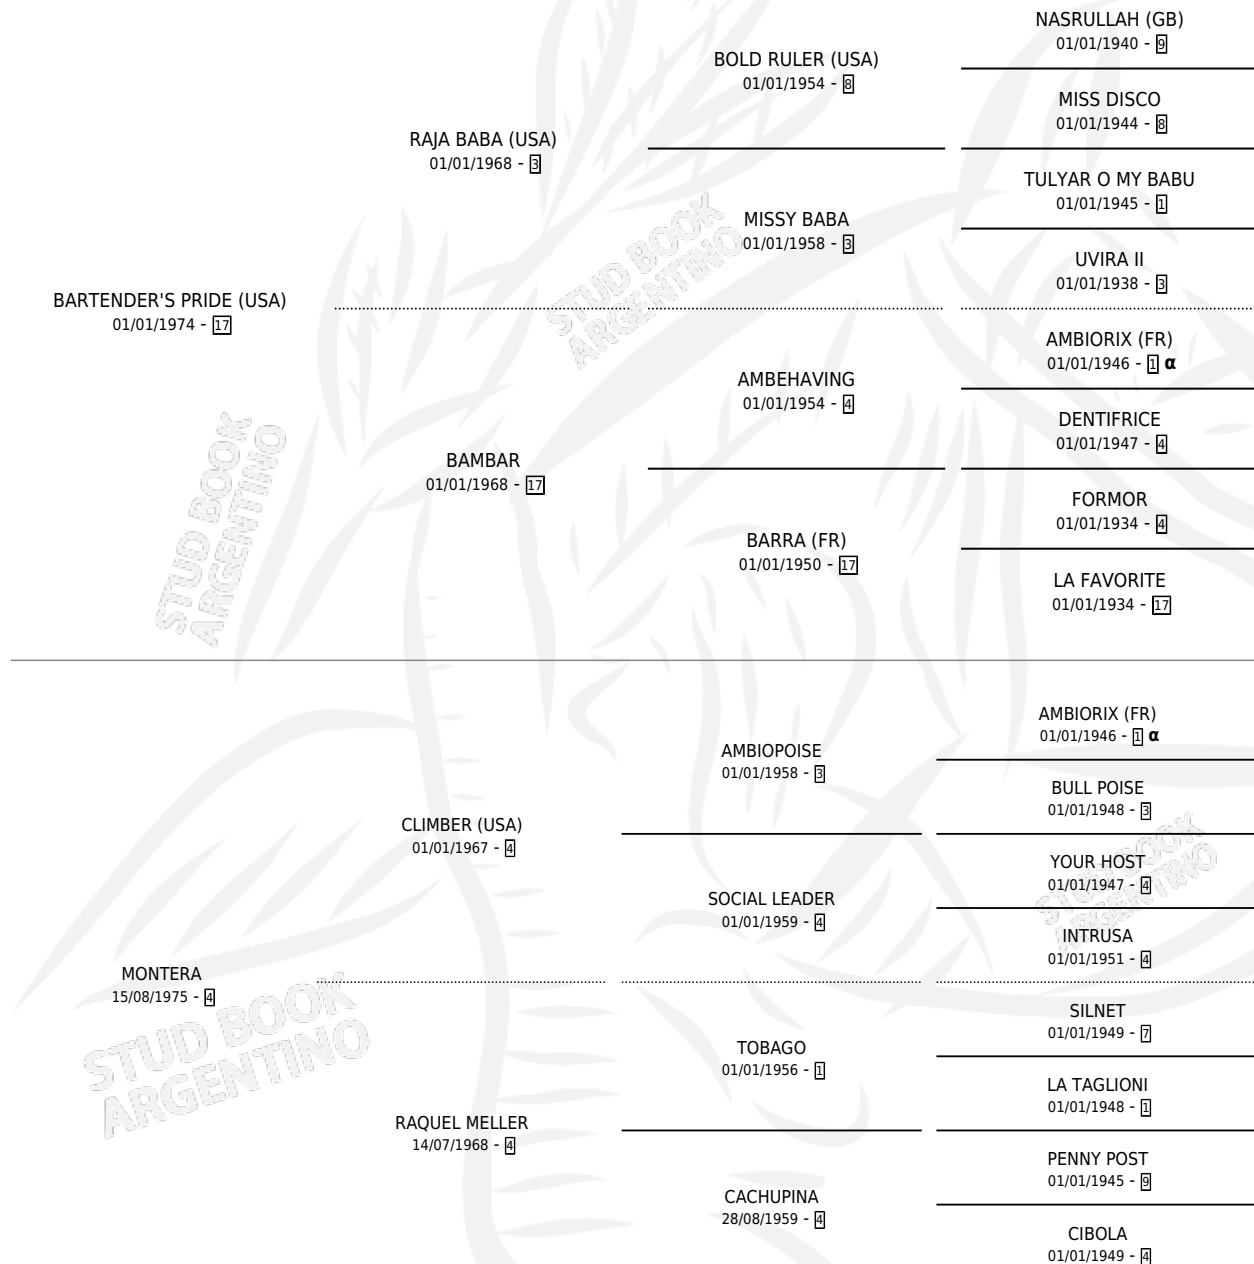 NASRULLAH (GB)
01/01/1940 - 9
BOLD RULER (USA)
01/01/1954 - 8
MISS DISCO
01/01/1944 - 8
RAJA BABA (USA)
01/01/1968 - 3
TULYAR O MY BABU
01/01/1945 - 1
MISSY BABA
01/01/1958 - 3
UVIRA II
01/01/1938 - 3
BARTENDER'S PRIDE (USA)
01/01/1974 - 17
AMBIORIX (FR)
01/01/1946 - 1 α
AMBEHAVING
01/01/1954 - 4
DENTIFRICE
01/01/1947 - 4
BAMBAR
01/01/1968 - 17
FORMOR
01/01/1934 - 4
BARRA (FR)
01/01/1950 - 17
LA FAVORITE
01/01/1934 - 17
AMBIORIX (FR)
01/01/1946 - 1 α
AMBIOPOISE
01/01/1958 - 3
BULL POISE
01/01/1948 - 3
CLIMBER (USA)
01/01/1967 - 4
YOUR HOST
01/01/1947 - 4
SOCIAL LEADER
01/01/1959 - 4
INTRUSA
01/01/1951 - 4
MONTERA
15/08/1975 - 4
SILNET
01/01/1949 - 7
TOBAGO
01/01/1956 - 1
LA TAGLIONI
01/01/1948 - 1
RAQUEL MELLER
14/07/1968 - 4
PENNY POST
01/01/1945 - 9
CACHUPINA
28/08/1959 - 4
CIBOLA
01/01/1949 - 4
STUD BOOK
ARGENTINO
STUD BOOK
ARGENTINO
STUD BOOK
ARGENTINO
STUD BOOK
ARGENTINO